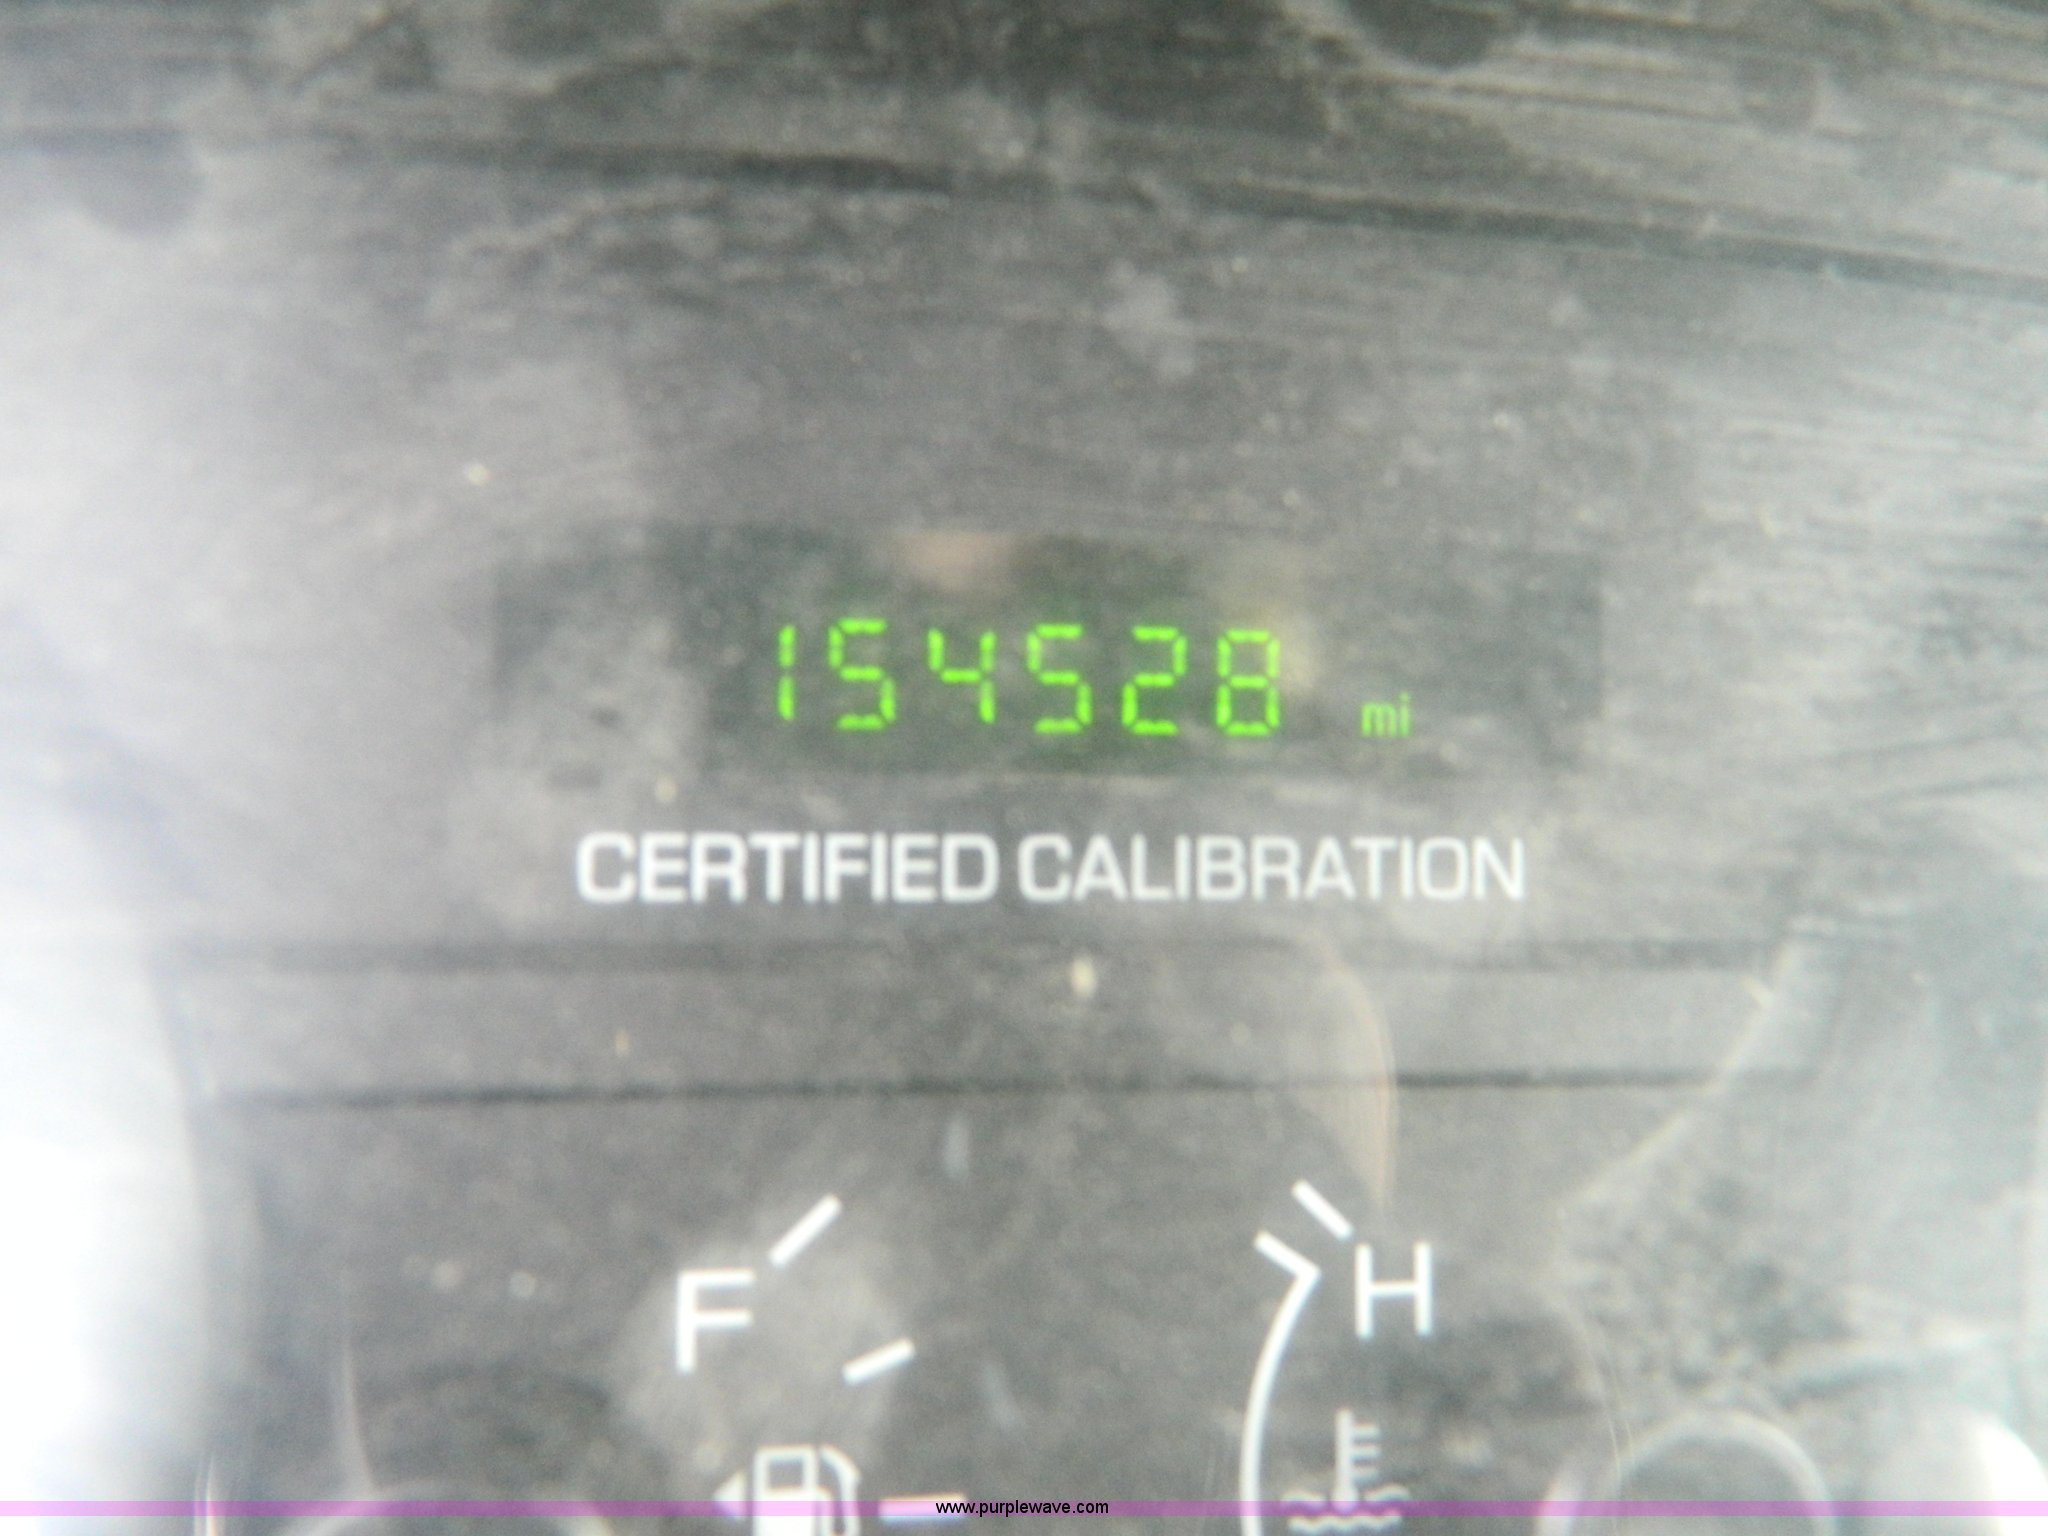 154528 mi
CERTIFIED CALIBRATION
F H
www.purplewave.com